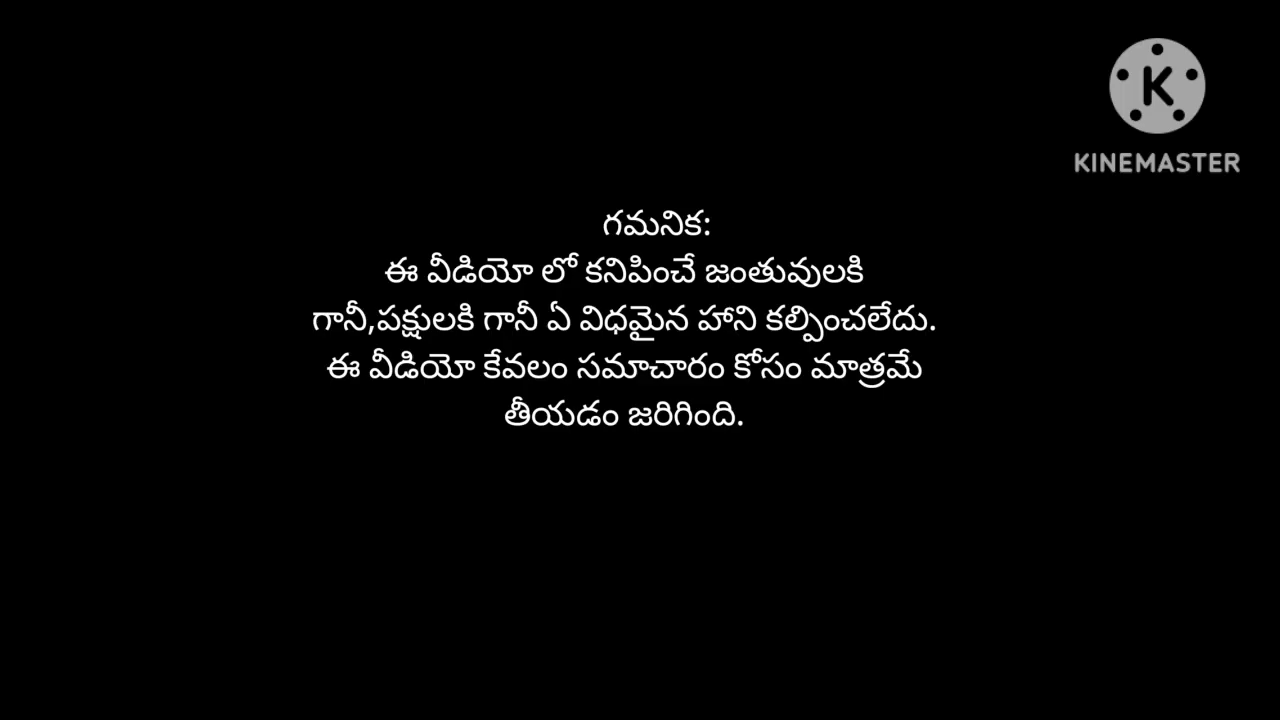 K
KINEMASTER
గమనిక:
ఈ వీడియో లో కనిపించే జంతువులకి
గానీ,పక్షులకి గానీ ఏ విధమైన హాని కల్పించలేదు.
ఈ వీడియో కేవలం సమాచారం కోసం మాత్రమే
తీయడం జరిగింది.